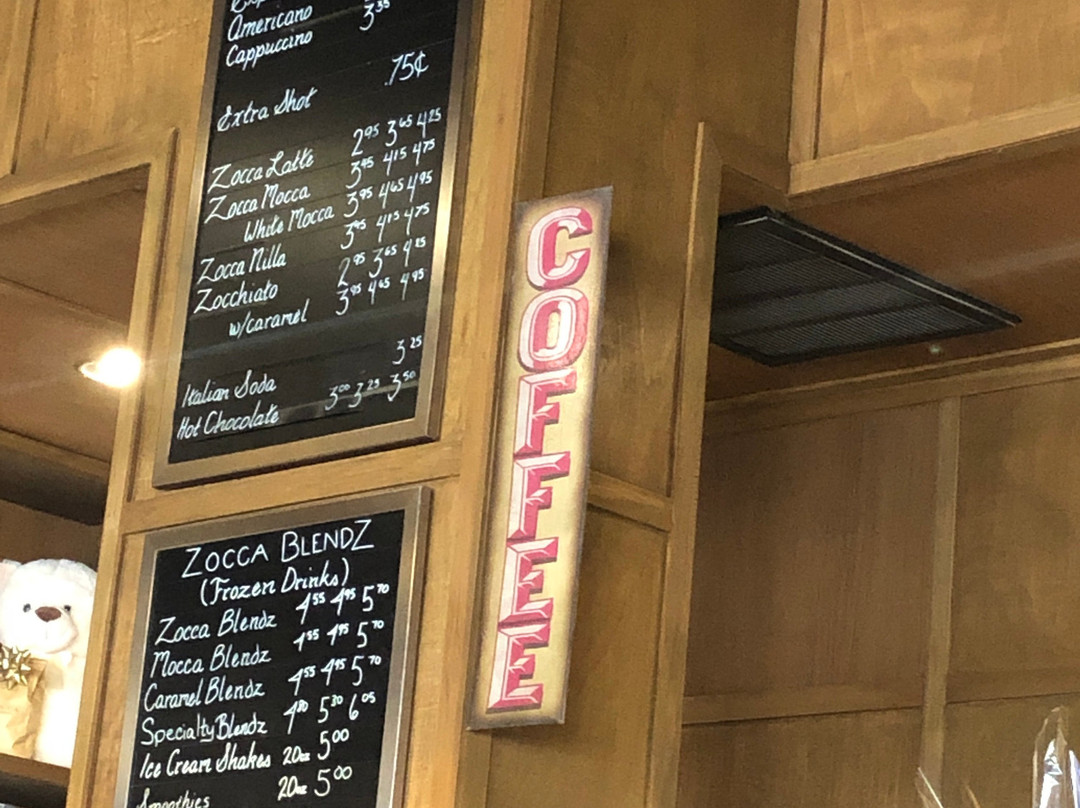 Americano
Cappuccino 3 35
Extra Shot .75¢
Zocca Latte 2 95 3 65 4 25
Zocca Mocca 3 45 4 15 4 75
White Mocca 3 95 4 65 4 95
Zocca Nilla 3 45 4 15 4 75
Zocchiato 2 95 3 65 4 25
w/caramel 3 95 4 65 4 95
Italian Soda 3 25
Hot Chocolate 3 00 3 25 3 50
ZOCCA BLENDZ
(Frozen Drinks)
Zocca Blendz 4 55 4 95 5 70
Mocca Blendz 4 55 4 95 5 70
Caramel Blendz 4 55 4 95 5 70
Specialty Blendz 4 80 5 30 6 05
Ice Cream Shakes 20oz 5 00
Smoothies 20oz 5 00
COFFEE